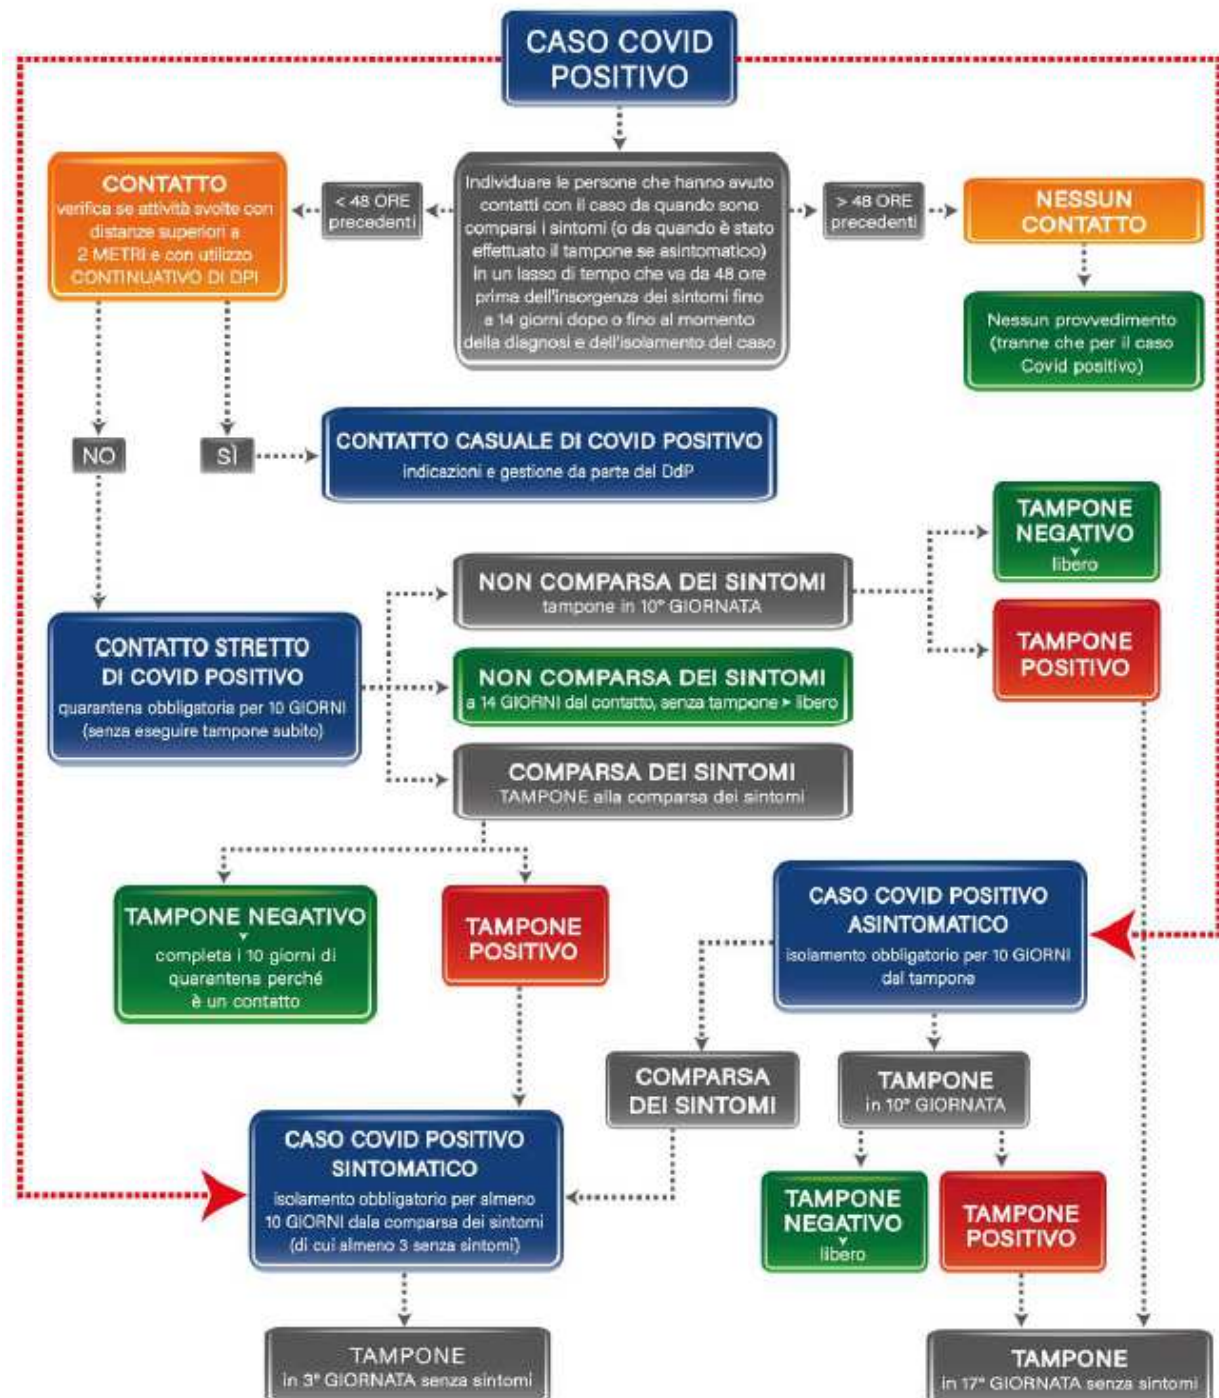 CASO COVID
POSITIVO
CONTATTO
verifica se attività svolte con
distanze superiori a
2 METRI e con utilizzo
CONTINUATIVO DI DPI
< 48 ORE
precedenti
Individuare le persone che hanno avuto
contatti con il caso da quando sono
comparsi i sintomi (o da quando è stato
effettuato il tampone se asintomatico)
in un lasso di tempo che va da 48 ore
prima dell'insorgenza dei sintomi fino
a 14 giorni dopo o fino al momento
della diagnosi e dell'isolamento del caso
> 48 ORE
precedenti
NESSUN
CONTATTO
Nessun provvedimento
(tranne che per il caso
Covid positivo)
NO
SÌ
CONTATTO CASUALE DI COVID POSITIVO
indicazioni e gestione da parte del DdP
CONTATTO STRETTO
DI COVID POSITIVO
quarantena obbligatoria per 10 GIORNI
(senza eseguire tampone subito)
NON COMPARSA DEI SINTOMI
tampone in 10° GIORNATA
NON COMPARSA DEI SINTOMI
a 14 GIORNI dal contatto, senza tampone ▸ libero
COMPARSA DEI SINTOMI
TAMPONE alla comparsa dei sintomi
TAMPONE
NEGATIVO
libero
TAMPONE
POSITIVO
TAMPONE NEGATIVO
completa i 10 giorni di
quarantena perché
è un contatto
TAMPONE
POSITIVO
CASO COVID POSITIVO
ASINTOMATICO
isolamento obbligatorio per 10 GIORNI
dal tampone
COMPARSA
DEI SINTOMI
TAMPONE
in 10° GIORNATA
CASO COVID POSITIVO
SINTOMATICO
isolamento obbligatorio per almeno
10 GIORNI dala comparsa dei sintomi
(di cui almeno 3 senza sintomi)
TAMPONE
NEGATIVO
libero
TAMPONE
POSITIVO
TAMPONE
in 3° GIORNATA senza sintomi
TAMPONE
in 17° GIORNATA senza sintomi